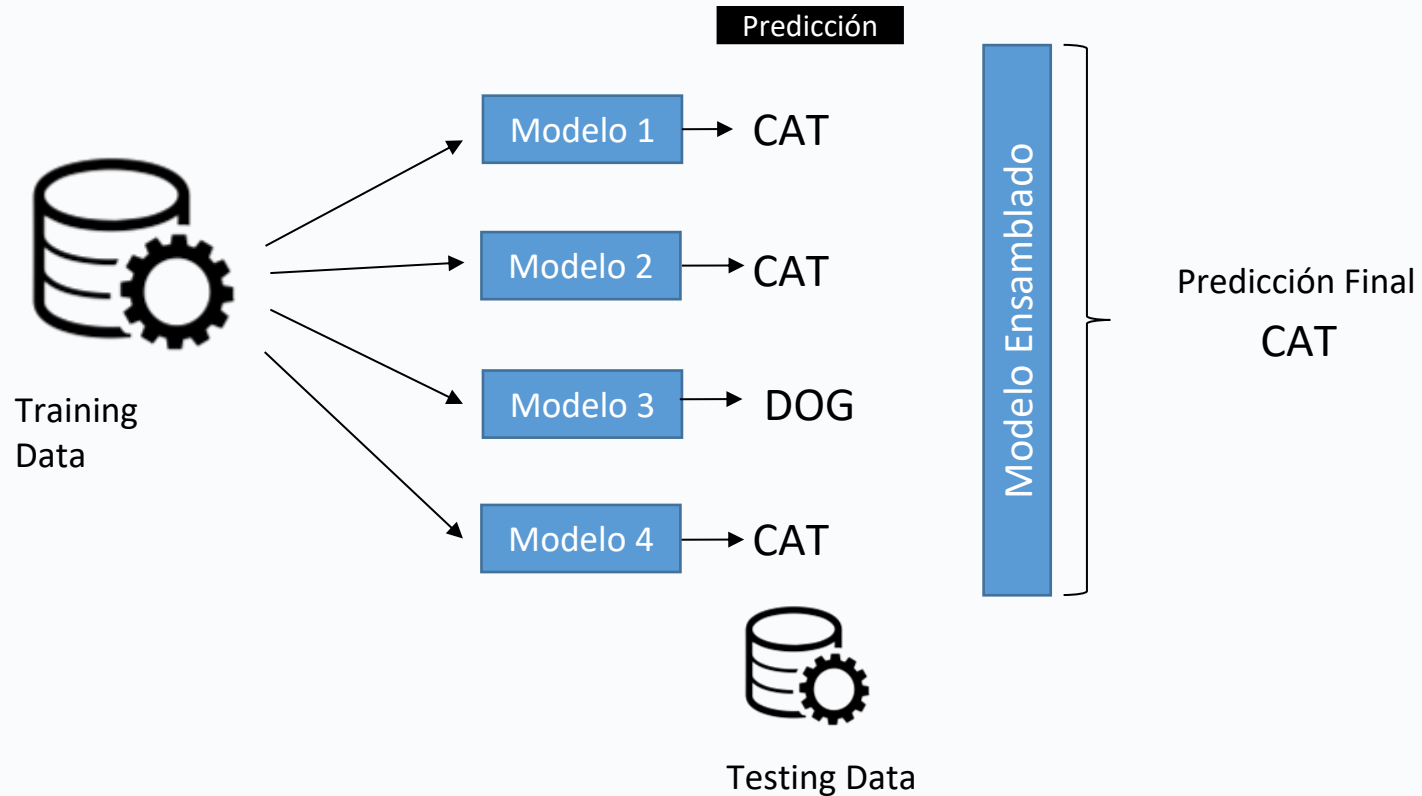 Predicción
Modelo 1
CAT
Modelo 2
CAT
Modelo 3
DOG
Modelo 4
CAT
Training
Data
Modelo Ensamblado
Predicción Final
CAT
Testing Data